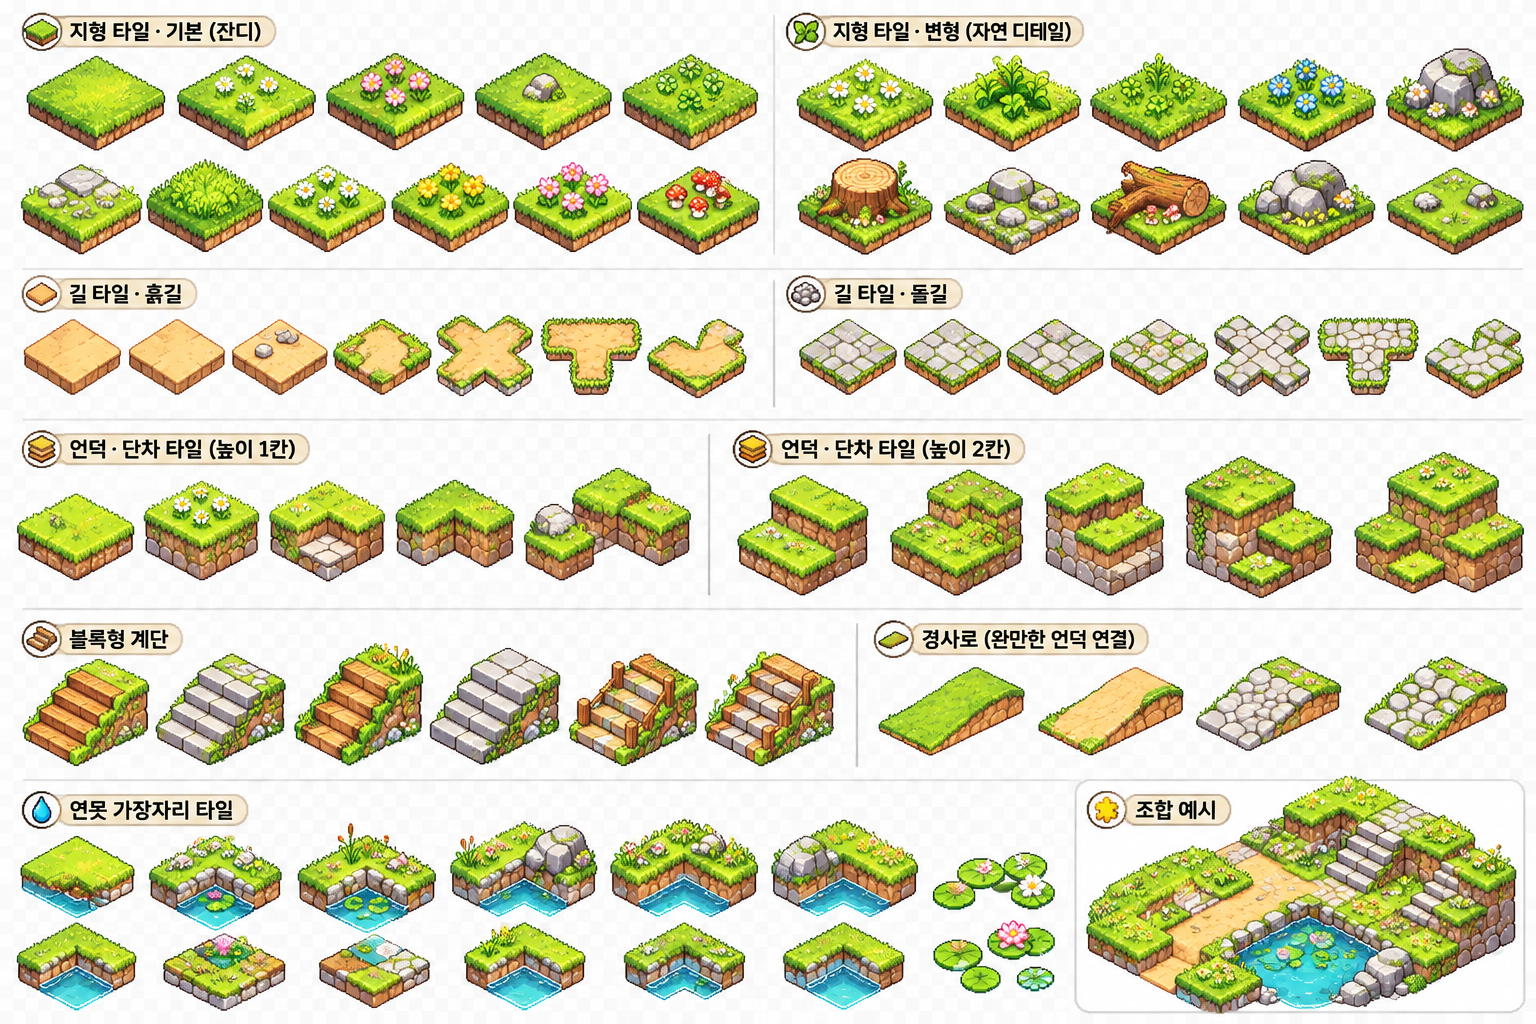 지형 타일 · 기본 (잔디)
지형 타일 · 변형 (자연 디테일)
길 타일 · 흙길
길 타일 · 돌길
언덕 · 단차 타일 (높이 1칸)
언덕 · 단차 타일 (높이 2칸)
블록형 계단
경사로 (완만한 언덕 연결)
연못 가장자리 타일
조합 예시